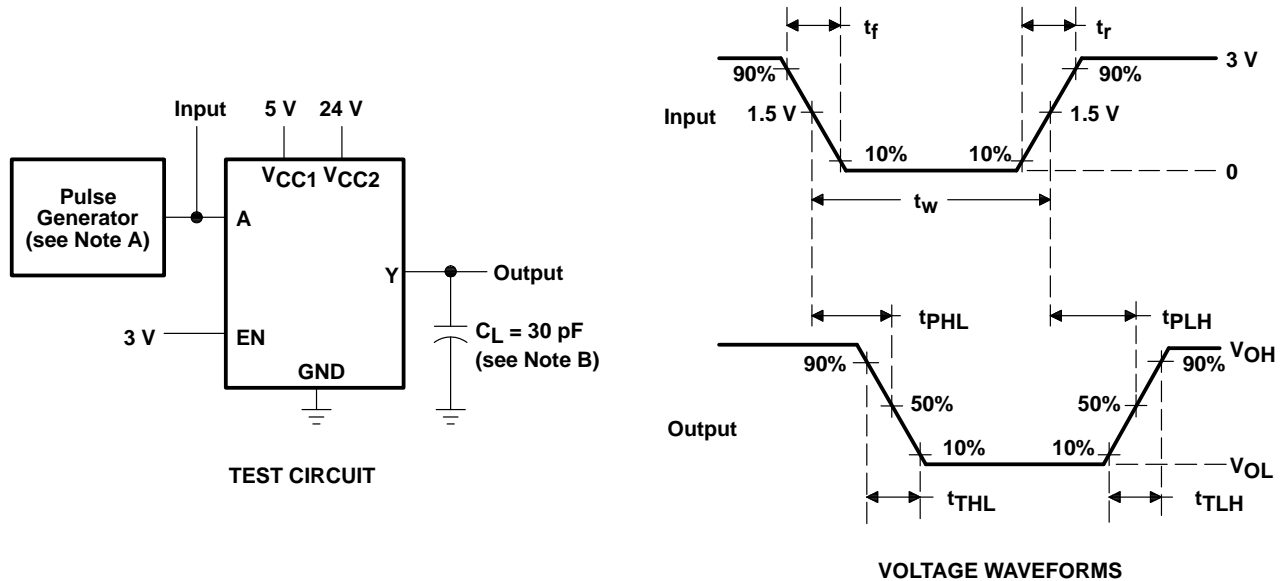 Input
5 V
24 V
VCC1
VCC2
Pulse
Generator
(see Note A)
A
Y
Output
3 V
EN
CL = 30 pF
(see Note B)
GND
TEST CIRCUIT
tf
tr
3 V
90%
90%
Input
1.5 V
1.5 V
10%
10%
0
tw
tPHL
tPLH
VOH
90%
90%
50%
50%
Output
10%
10%
VOL
tTHL
tTLH
VOLTAGE WAVEFORMS